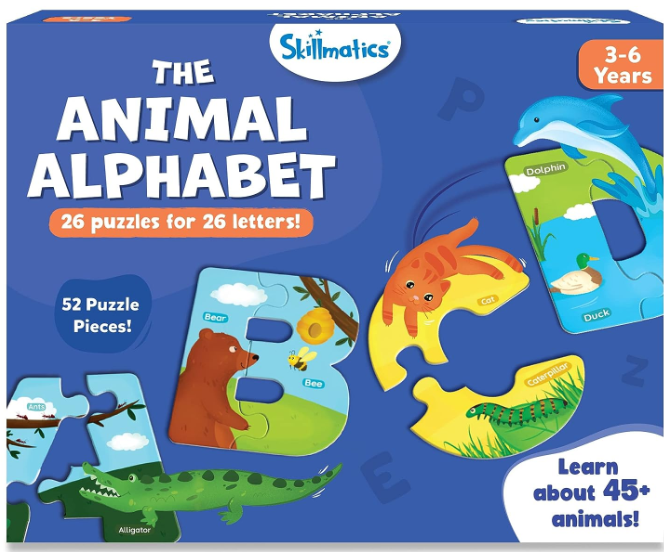 Skillmatics
3-6
Years
THE
ANIMAL
ALPHABET
26 puzzles for 26 letters!
52 Puzzle
Pieces!
Ants
Alligator
Bear
Bee
Cat
Caterpillar
Dolphin
Duck
P
Z
E
Learn
about 45+
animals!